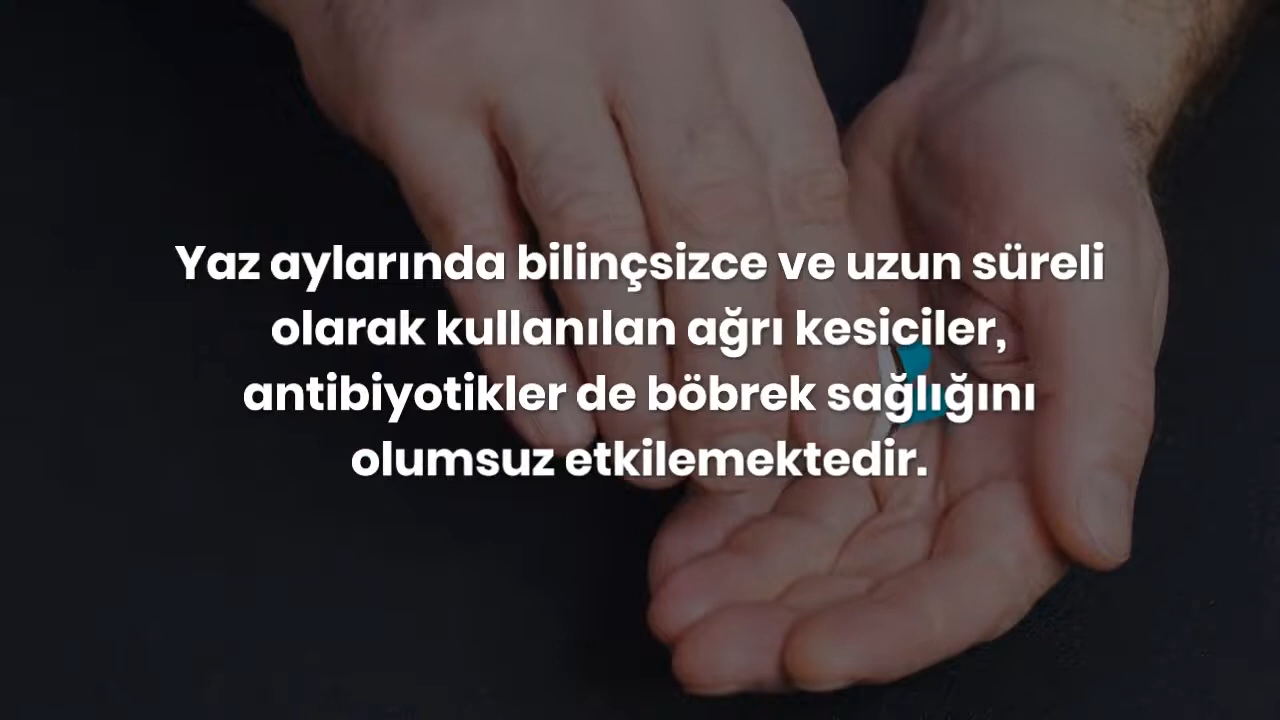 Yaz aylarında bilinçsizce ve uzun süreli
olarak kullanılan ağrı kesiciler,
antibiyotikler de böbrek sağlığını
olumsuz etkilemektedir.